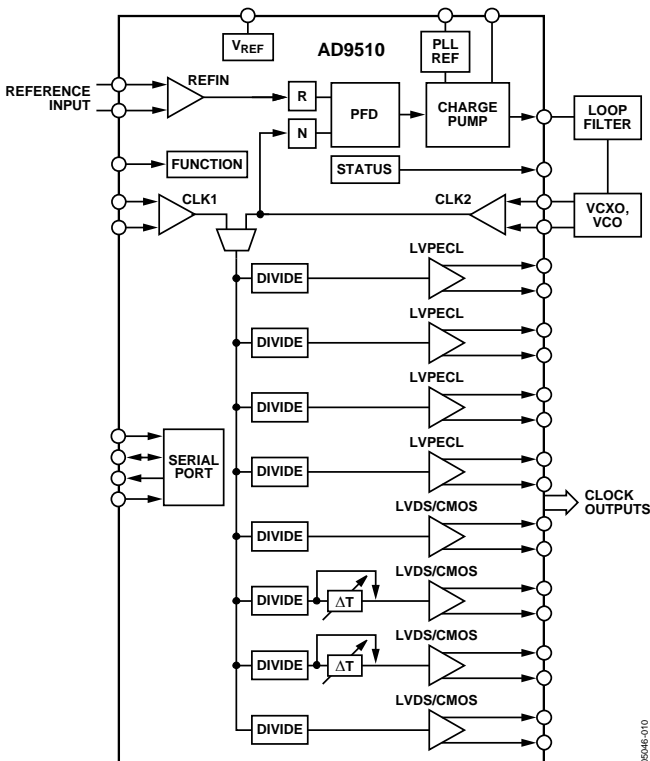 VREF
AD9510
PLL
REF
REFERENCE
INPUT
REFIN
R
N
PFD
CHARGE
PUMP
LOOP
FILTER
FUNCTION
STATUS
CLK1
CLK2
VCXO,
VCO
LVPECL
DIVIDE
LVPECL
DIVIDE
LVPECL
DIVIDE
SERIAL
PORT
LVPECL
DIVIDE
CLOCK
OUTPUTS
LVDS/CMOS
DIVIDE
LVDS/CMOS
DIVIDE
ΔT
LVDS/CMOS
DIVIDE
ΔT
LVDS/CMOS
DIVIDE
05046-010